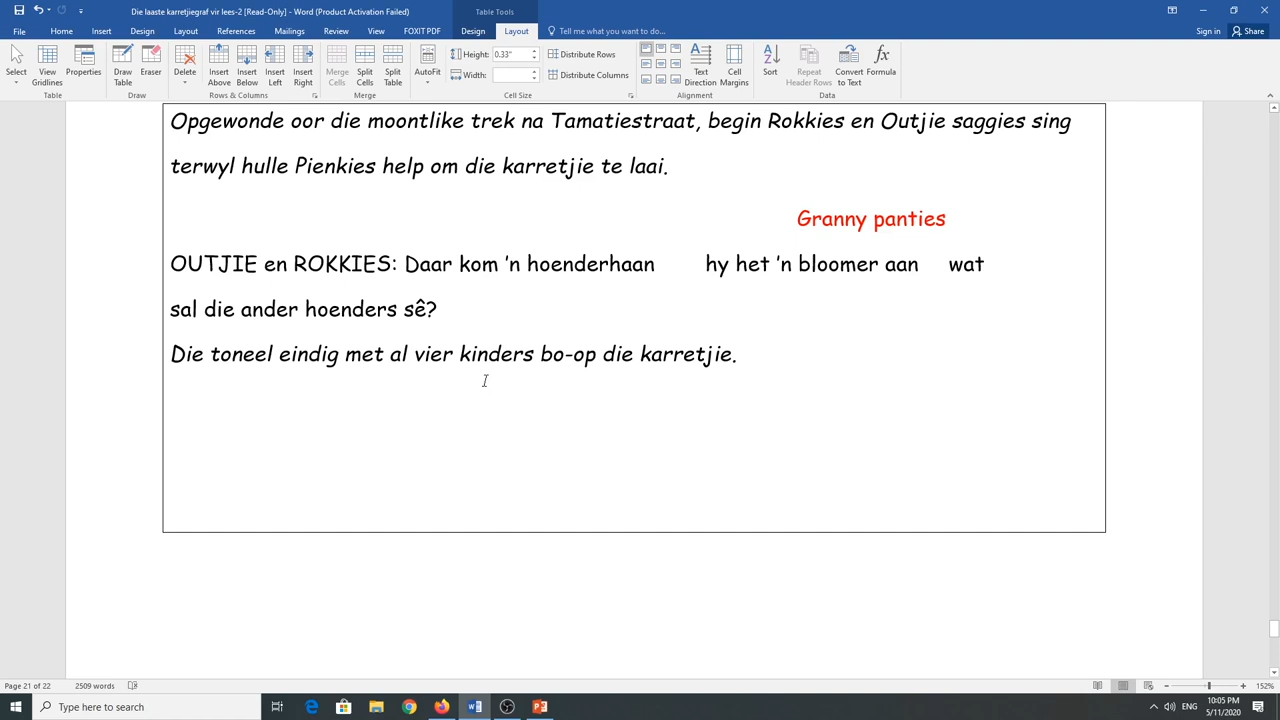 Die laaste karretjiegraf vir lees-2 [Read-Only] - Word (Product Activation Failed)
Table Tools
File Home Insert Draw Design Layout References Mailings Review View FOXIT PDF Design Layout Tell me what you want to do... Sign in Share
Select View Gridlines Properties Draw Table Eraser Delete Insert Above Insert Below Insert Left Insert Right Merge Cells Split Cells Split Table AutoFit Height: 0.33" Width: Distribute Rows Distribute Columns Text Direction Cell Margins Sort Repeat Header Rows Convert to Text Formula
Table Draw Rows & Columns Merge Cell Size Alignment Data
Opgewonde oor die moontlike trek na Tamatiestraat, begin Rokkies en Outjie saggies sing
terwyl hulle Pienkies help om die karretjie te laai.
Granny panties
OUTJIE en ROKKIES: Daar kom 'n hoenderhaan hy het 'n bloomer aan wat
sal die ander hoenders sê?
Die toneel eindig met al vier kinders bo-op die karretjie.
Page 21 of 22 2509 words 152%
Type here to search
10:05 PM
5/11/2020